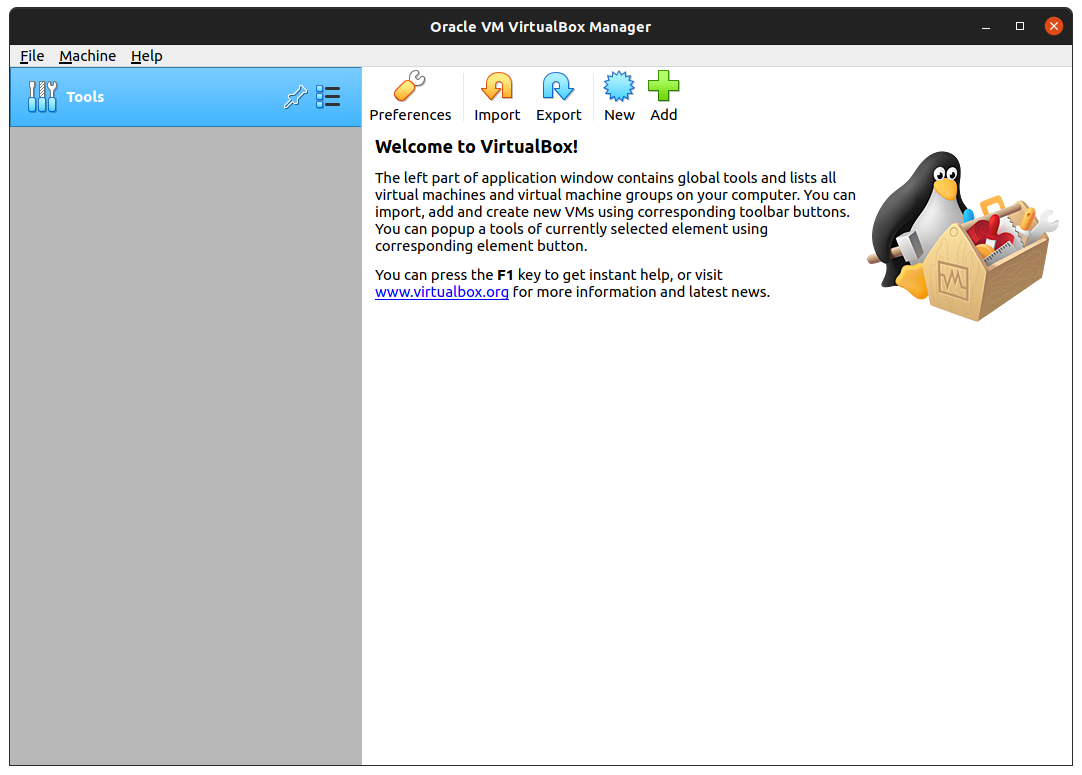 Oracle VM VirtualBox Manager
File Machine Help
Tools
Preferences Import Export New Add
Welcome to VirtualBox!
The left part of application window contains global tools and lists all
virtual machines and virtual machine groups on your computer. You can
import, add and create new VMs using corresponding toolbar buttons.
You can popup a tools of currently selected element using
corresponding element button.
You can press the F1 key to get instant help, or visit
www.virtualbox.org for more information and latest news.